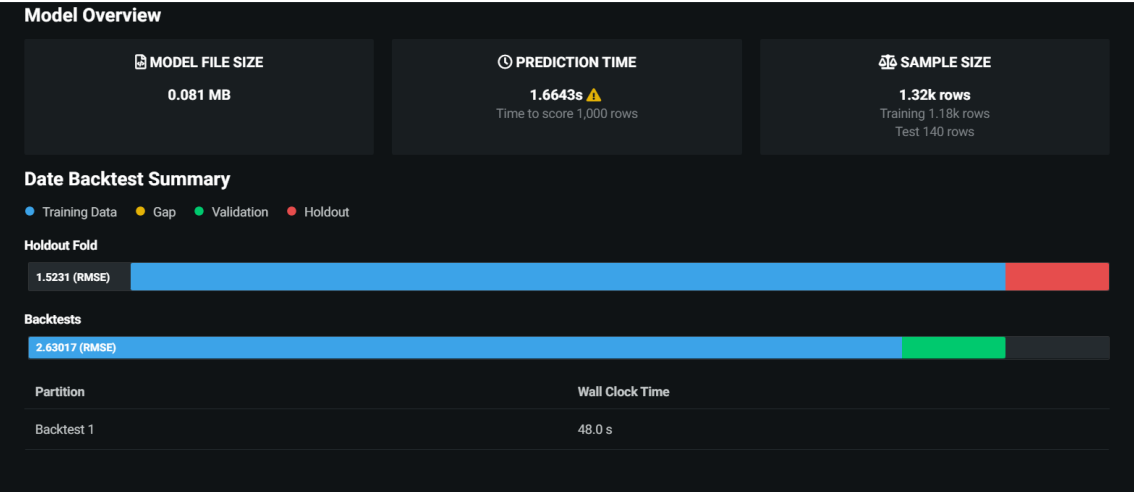 Model Overview
MODEL FILE SIZE
0.081 MB
PREDICTION TIME
1.6643s
Time to score 1,000 rows
SAMPLE SIZE
1.32k rows
Training 1.18k rows
Test 140 rows
Date Backtest Summary
Training Data Gap Validation Holdout
Holdout Fold
1.5231 (RMSE)
Backtests
2.63017 (RMSE)
Partition Wall Clock Time
Backtest 1 48.0 s